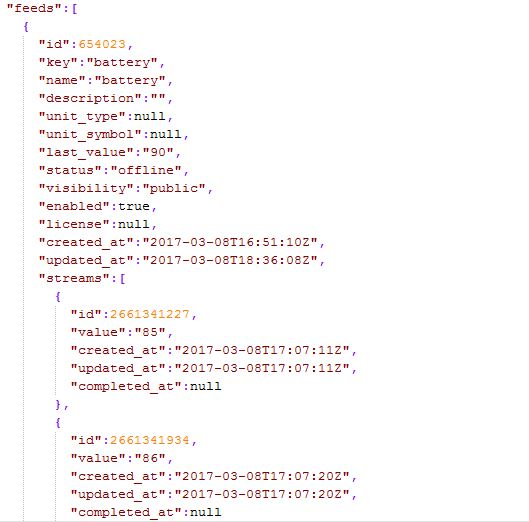 "feeds":[
{
"id":654023,
"key":"battery",
"name":"battery",
"description":"",
"unit_type":null,
"unit_symbol":null,
"last_value":"90",
"status":"offline",
"visibility":"public",
"enabled":true,
"license":null,
"created_at":"2017-03-08T16:51:10Z",
"updated_at":"2017-03-08T18:36:08Z",
"streams":[
{
"id":2661341227,
"value":"85",
"created_at":"2017-03-08T17:07:11Z",
"updated_at":"2017-03-08T17:07:11Z",
"completed_at":null
},
{
"id":2661341934,
"value":"86",
"created_at":"2017-03-08T17:07:20Z",
"updated_at":"2017-03-08T17:07:20Z",
"completed_at":null